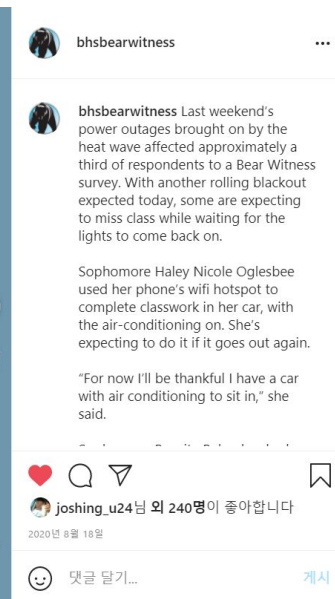 bhsbearwitness
bhsbearwitness Last weekend's
power outages brought on by the
heat wave affected approximately a
third of respondents to a Bear Witness
survey. With another rolling blackout
expected today, some are expecting
to miss class while waiting for the
lights to come back on.
Sophomore Haley Nicole Oglesbee
used her phone's wifi hotspot to
complete classwork in her car, with
the air-conditioning on. She's
expecting to do it if it goes out again.
"For now I'll be thankful I have a car
with air conditioning to sit in," she
said.
joshing_u24님 외 240명이 좋아합니다
2020년 8월 18일
댓글 달기...
게시